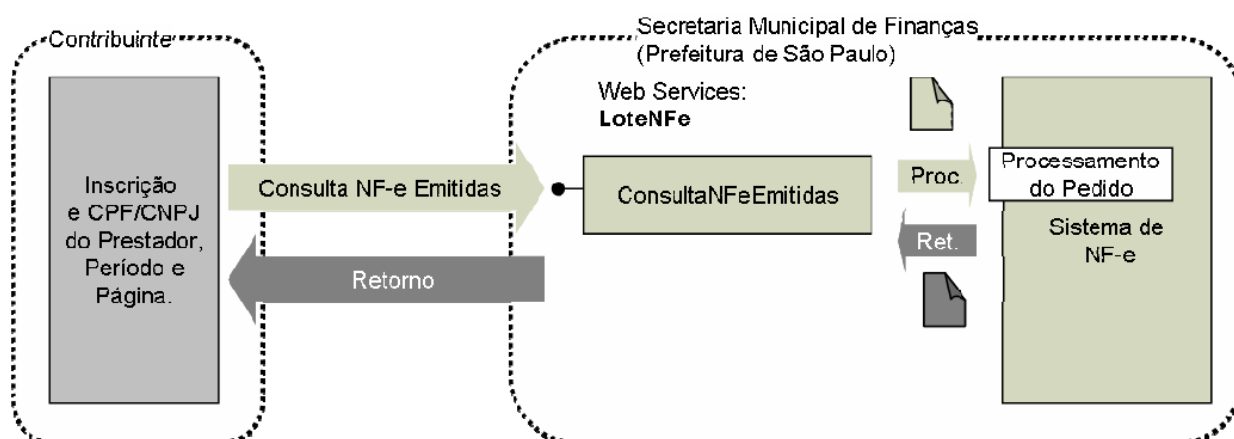 Contribuinte
Inscrição
e CPF/CNPJ
do Prestador,
Período e
Página.
Consulta NF-e Emitidas
Retorno
Secretaria Municipal de Finanças
(Prefeitura de São Paulo)
Web Services:
LoteNFe
ConsultaNFeEmitidas
Proc.
Ret.
Processamento
do Pedido
Sistema de
NF-e